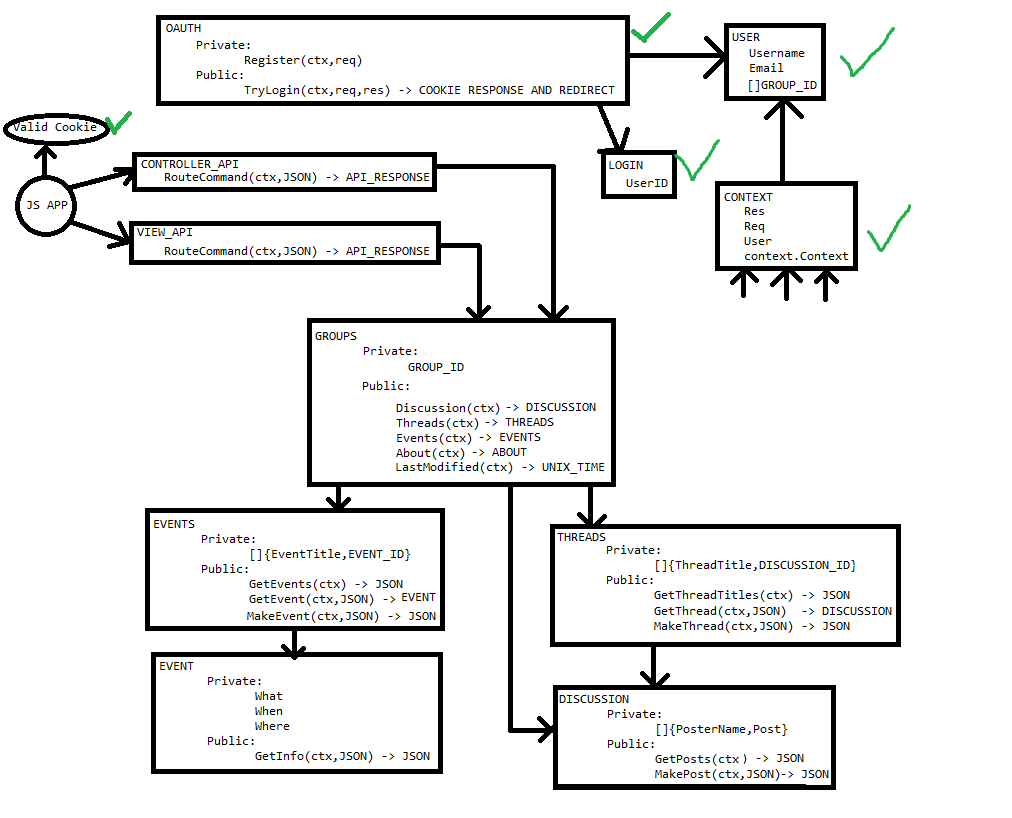 OAUTH
Private:
Register(ctx,req)
Public:
TryLogin(ctx,req,res) -> COOKIE RESPONSE AND REDIRECT
USER
Username
Email
[]GROUP_ID
Valid Cookie
JS APP
CONTROLLER_API
RouteCommand(ctx,JSON) -> API_RESPONSE
VIEW_API
RouteCommand(ctx,JSON) -> API_RESPONSE
LOGIN
UserID
CONTEXT
Res
Req
User
context.Context
GROUPS
Private:
GROUP_ID
Public:
Discussion(ctx) -> DISCUSSION
Threads(ctx) -> THREADS
Events(ctx) -> EVENTS
About(ctx) -> ABOUT
LastModified(ctx) -> UNIX_TIME
EVENTS
Private:
[]{EventTitle,EVENT_ID}
Public:
GetEvents(ctx) -> JSON
GetEvent(ctx,JSON) -> EVENT
MakeEvent(ctx,JSON) -> JSON
THREADS
Private:
[]{ThreadTitle,DISCUSSION_ID}
Public:
GetThreadTitles(ctx) -> JSON
GetThread(ctx,JSON) -> DISCUSSION
MakeThread(ctx,JSON) -> JSON
EVENT
Private:
What
When
Where
Public:
GetInfo(ctx,JSON) -> JSON
DISCUSSION
Private:
[]{PosterName,Post}
Public:
GetPosts(ctx) -> JSON
MakePost(ctx,JSON)-> JSON